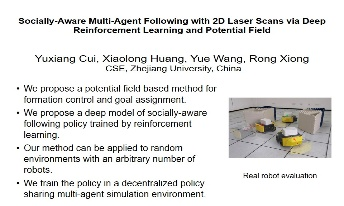 Socially-Aware Multi-Agent Following with 2D Laser Scans via Deep
Reinforcement Learning and Potential Field
Yuxiang Cui, Xiaolong Huang, Yue Wang, Rong Xiong
CSE, Zhejiang University, China
• We propose a potential field based method for
formation control and goal assignment.
• We propose a deep model of socially-aware
following policy trained by reinforcement
learning.
• Our method can be applied to random
environments with an arbitrary number of
robots.
• We train the policy in a decentralized policy
sharing multi-agent simulation environment.
Real robot evaluation